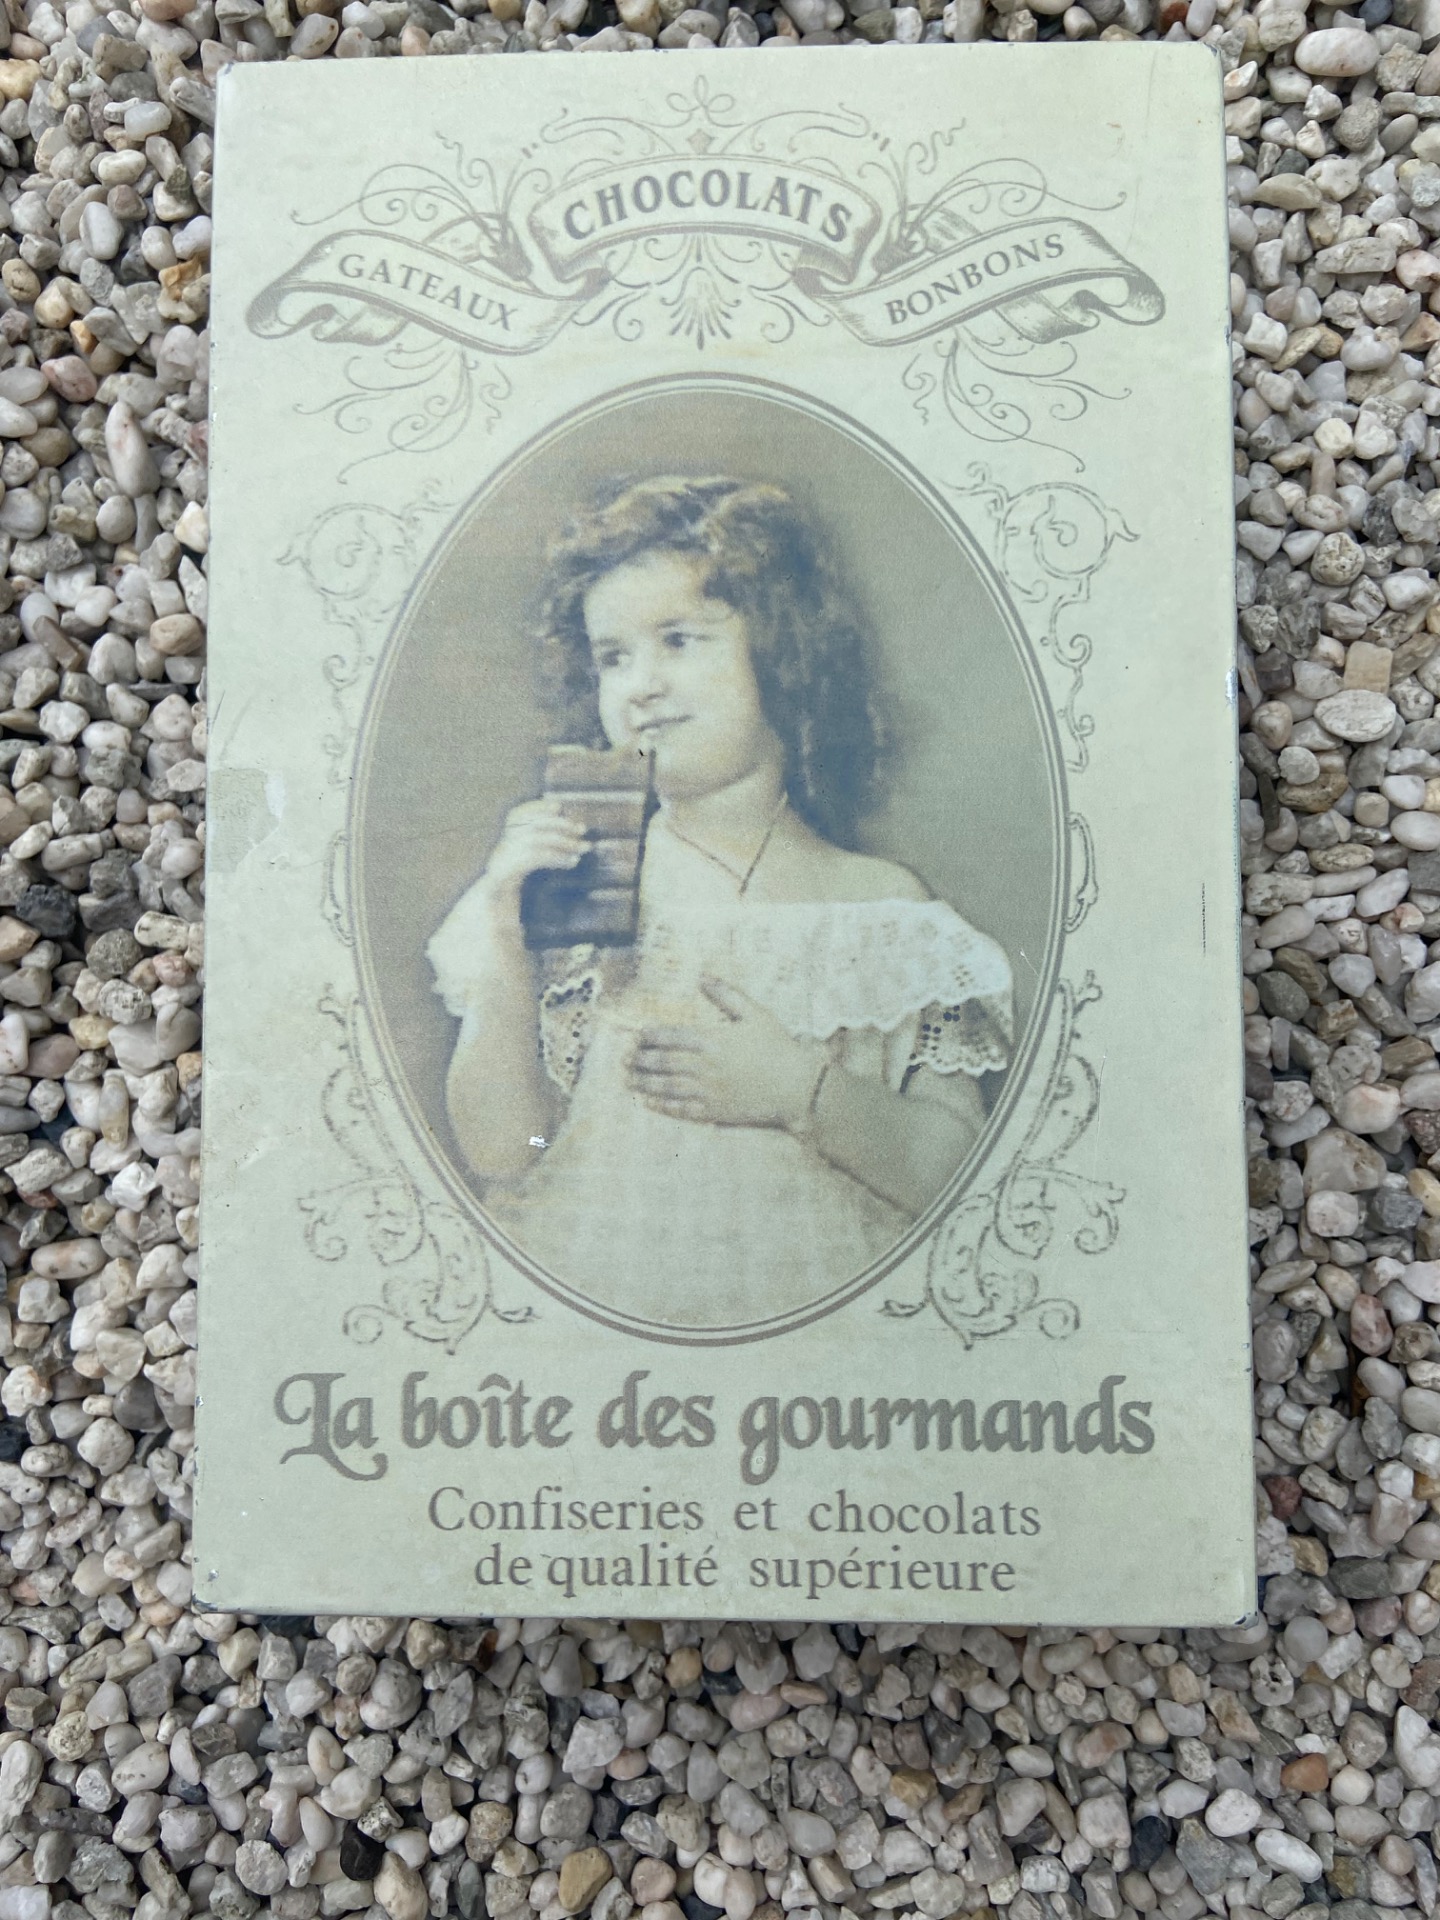 CHOCOLATS
GATEAUX
BONBONS
La boîte des gourmands
Confiseries et chocolats
de qualité supérieure